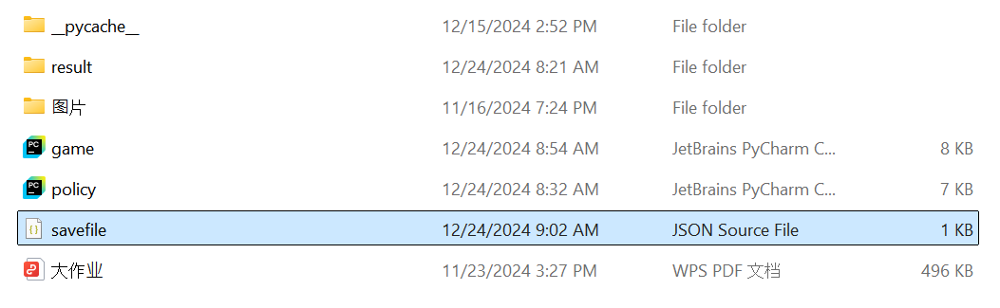 __pycache__ 12/15/2024 2:52 PM File folder
result 12/24/2024 8:21 AM File folder
图片 11/16/2024 7:24 PM File folder
PC game 12/24/2024 8:54 AM JetBrains PyCharm C... 8 KB
PC policy 12/24/2024 8:32 AM JetBrains PyCharm C... 7 KB
{} savefile 12/24/2024 9:02 AM JSON Source File 1 KB
大作业 11/23/2024 3:27 PM WPS PDF 文档 496 KB